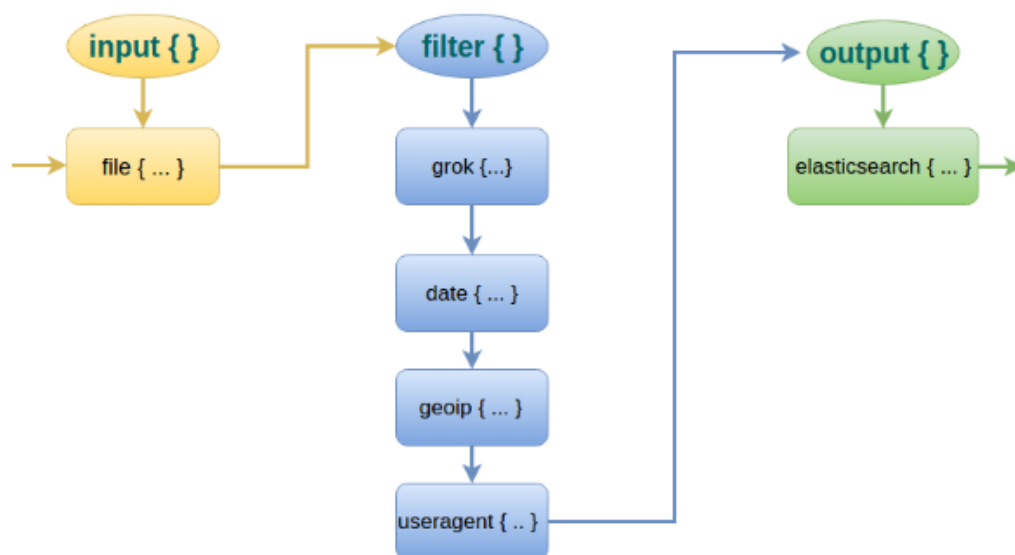 input { }
file { ... }
filter { }
grok {...}
date { ... }
geoip { ... }
useragent { .. }
output { }
elasticsearch { ... }